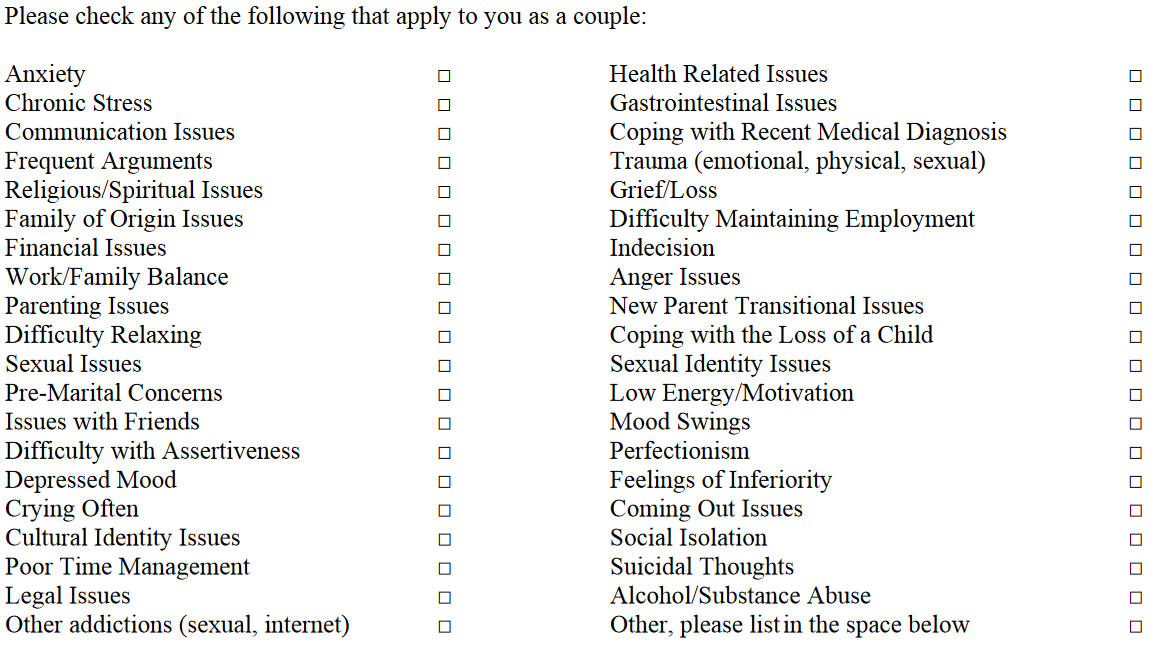 Please check any of the following that apply to you as a couple:
Anxiety □ Health Related Issues □
Chronic Stress □ Gastrointestinal Issues □
Communication Issues □ Coping with Recent Medical Diagnosis □
Frequent Arguments □ Trauma (emotional, physical, sexual) □
Religious/Spiritual Issues □ Grief/Loss □
Family of Origin Issues □ Difficulty Maintaining Employment □
Financial Issues □ Indecision □
Work/Family Balance □ Anger Issues □
Parenting Issues □ New Parent Transitional Issues □
Difficulty Relaxing □ Coping with the Loss of a Child □
Sexual Issues □ Sexual Identity Issues □
Pre-Marital Concerns □ Low Energy/Motivation □
Issues with Friends □ Mood Swings □
Difficulty with Assertiveness □ Perfectionism □
Depressed Mood □ Feelings of Inferiority □
Crying Often □ Coming Out Issues □
Cultural Identity Issues □ Social Isolation □
Poor Time Management □ Suicidal Thoughts □
Legal Issues □ Alcohol/Substance Abuse □
Other addictions (sexual, internet) □ Other, please list in the space below □